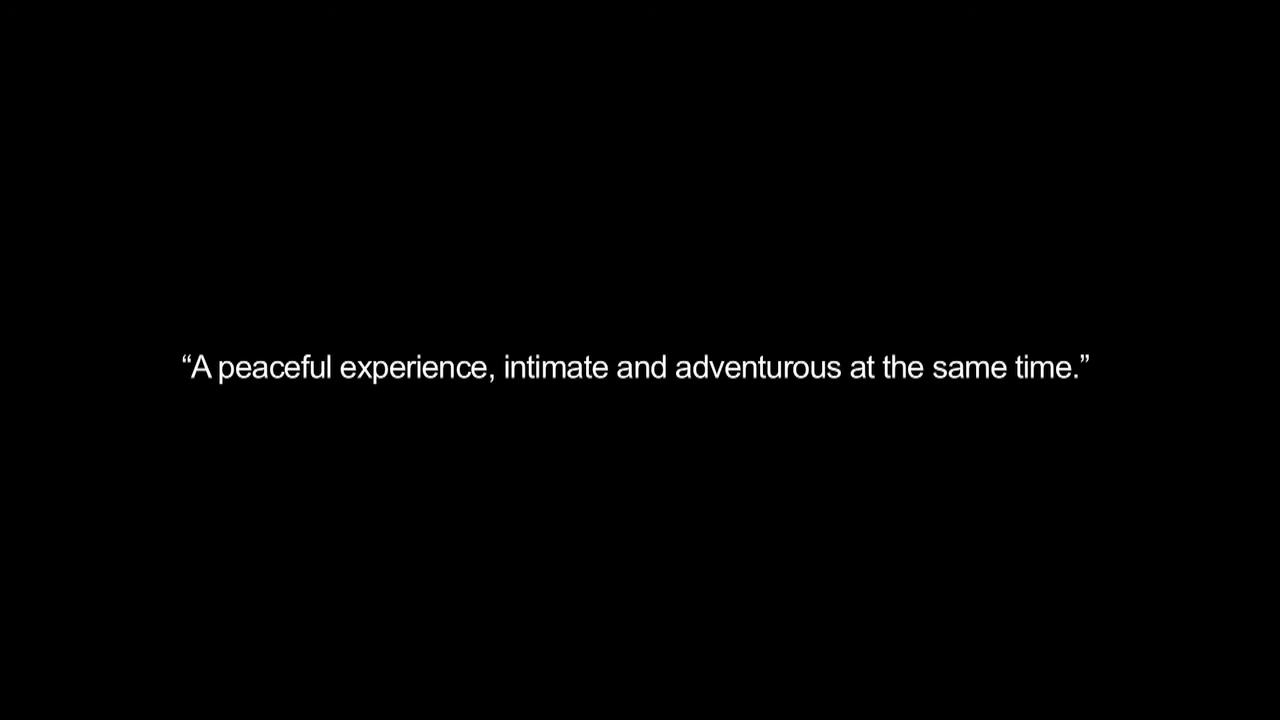 “A peaceful experience, intimate and adventurous at the same time.”